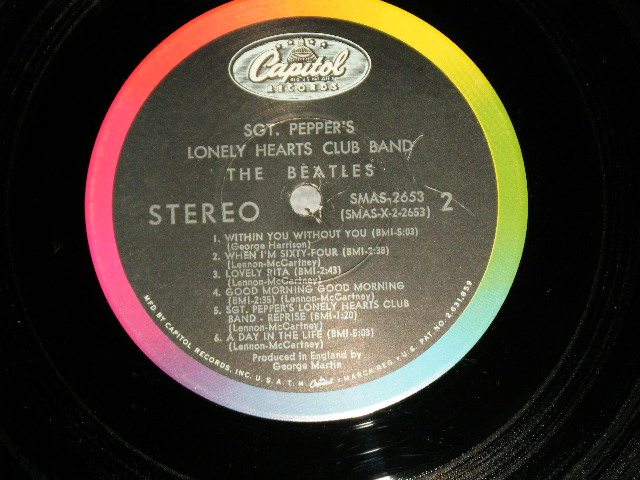 Capitol
RECORDS
SGT. PEPPER'S
LONELY HEARTS CLUB BAND
THE BEATLES
STEREO
SMAS-2653
(SMAS-X-2-2653)
2
1. WITHIN YOU WITHOUT YOU (BMI-5:03)
(George Harrison)
2. WHEN I'M SIXTY-FOUR (BMI-2:38)
(Lennon-McCartney)
3. LOVELY RITA (BMI-2:43)
(Lennon-McCartney)
4. GOOD MORNING GOOD MORNING
(BMI-2:35) (Lennon-McCartney)
5. SGT. PEPPER'S LONELY HEARTS CLUB
BAND - REPRISE (BMI-1:20)
(Lennon-McCartney)
6. A DAY IN THE LIFE (BMI-5:03)
(Lennon-McCartney)
Produced in England by
George Martin
MFD. BY CAPITOL RECORDS, INC. U.S.A. T.M. Capitol - MARCA REG. - U.S. PAT. NO. 2,631,859